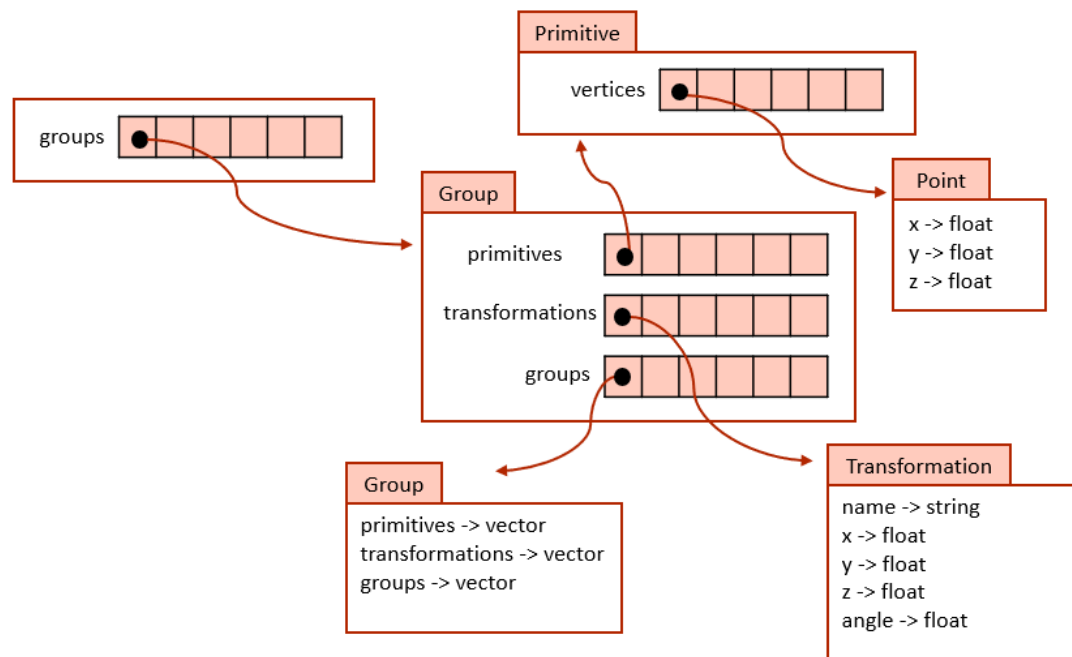 Primitive
vertices
groups
Point
x -> float
y -> float
z -> float
Group
primitives
transformations
groups
Group
primitives -> vector
transformations -> vector
groups -> vector
Transformation
name -> string
x -> float
y -> float
z -> float
angle -> float